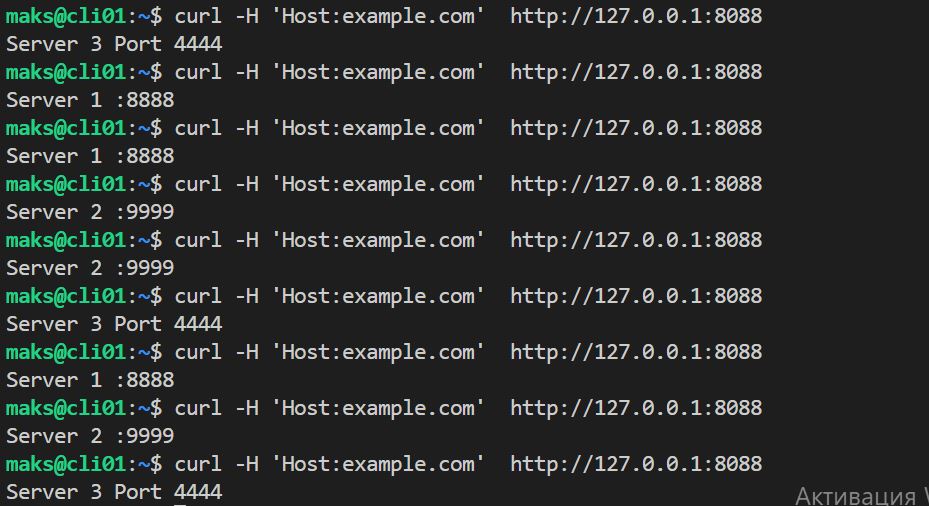 maks@cli01:~$ curl -H 'Host:example.com'  http://127.0.0.1:8088
Server 3 Port 4444
maks@cli01:~$ curl -H 'Host:example.com'  http://127.0.0.1:8088
Server 1 :8888
maks@cli01:~$ curl -H 'Host:example.com'  http://127.0.0.1:8088
Server 1 :8888
maks@cli01:~$ curl -H 'Host:example.com'  http://127.0.0.1:8088
Server 2 :9999
maks@cli01:~$ curl -H 'Host:example.com'  http://127.0.0.1:8088
Server 2 :9999
maks@cli01:~$ curl -H 'Host:example.com'  http://127.0.0.1:8088
Server 3 Port 4444
maks@cli01:~$ curl -H 'Host:example.com'  http://127.0.0.1:8088
Server 1 :8888
maks@cli01:~$ curl -H 'Host:example.com'  http://127.0.0.1:8088
Server 2 :9999
maks@cli01:~$ curl -H 'Host:example.com'  http://127.0.0.1:8088
Server 3 Port 4444
Активация